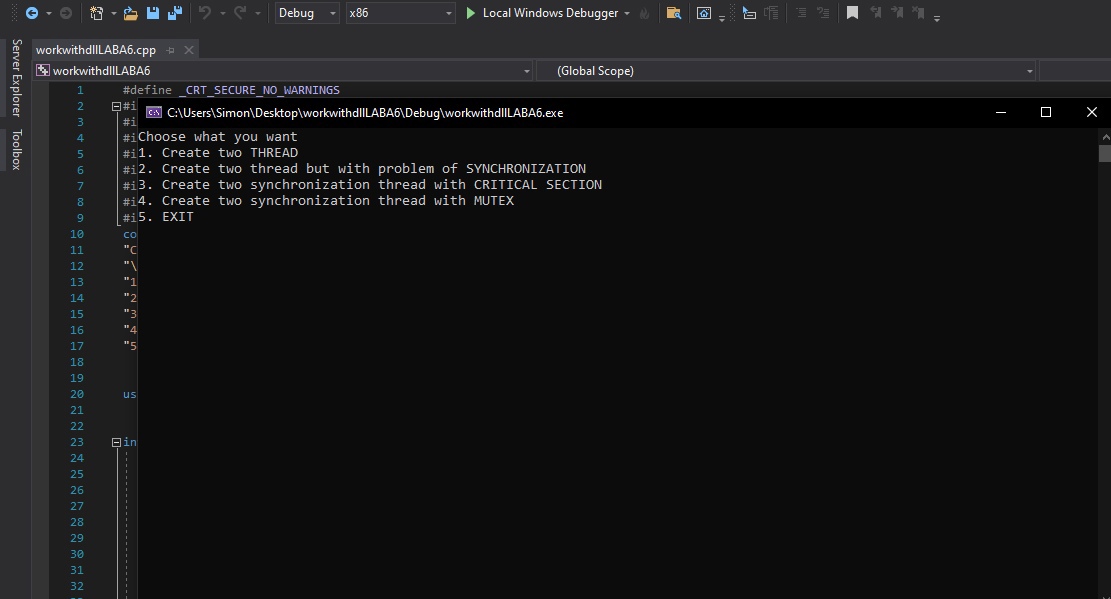 Debug
x86
Local Windows Debugger
Server Explorer
Toolbox
workwithdllLABA6.cpp
workwithdllLABA6
(Global Scope)
1 #define _CRT_SECURE_NO_WARNINGS
C:\Users\Simon\Desktop\workwithdllLABA6\Debug\workwithdllLABA6.exe
Choose what you want
1. Create two THREAD
2. Create two thread but with problem of SYNCHRONIZATION
3. Create two synchronization thread with CRITICAL SECTION
4. Create two synchronization thread with MUTEX
5. EXIT
2 #i
3 #i
4 #i
5 #i
6 #i
7 #i
8 #i
9 #i
10 co
11 "C
12 "\
13 "1
14 "2
15 "3
16 "4
17 "5
18
19
20 us
21
22
23 in
24
25
26
27
28
29
30
31
32